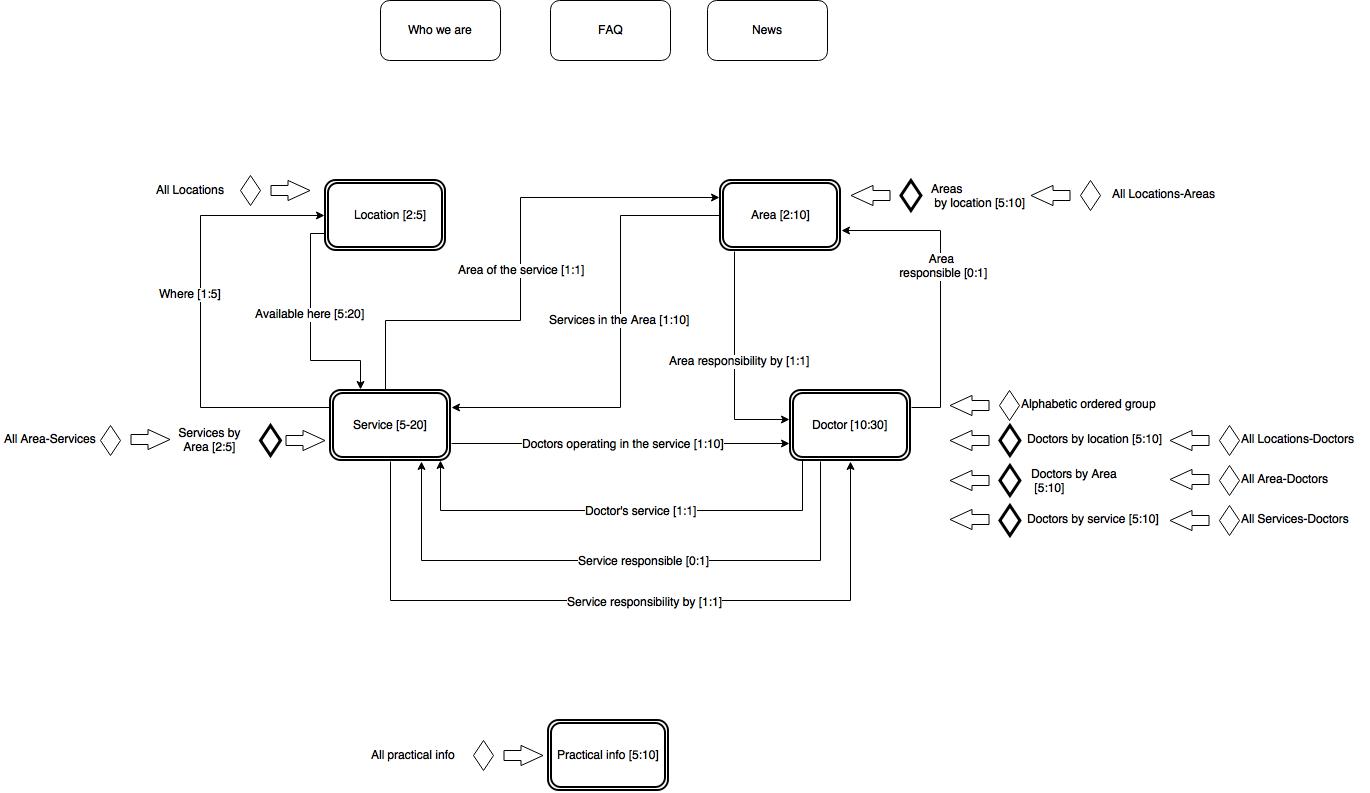 Who we are
FAQ
News
All Locations
Location [2:5]
Area [2:10]
Areas
by location [5:10]
All Locations-Areas
Area of the service [1:1]
Area
responsible [0:1]
Where [1:5]
Available here [5:20]
Services in the Area [1:10]
Area responsibility by [1:1]
Alphabetic ordered group
All Area-Services
Services by
Area [2:5]
Service [5-20]
Doctor [10:30]
Doctors operating in the service [1:10]
Doctors by location [5:10]
All Locations-Doctors
Doctors by Area
[5:10]
All Area-Doctors
Doctor's service [1:1]
Doctors by service [5:10]
All Services-Doctors
Service responsible [0:1]
Service responsibility by [1:1]
All practical info
Practical info [5:10]